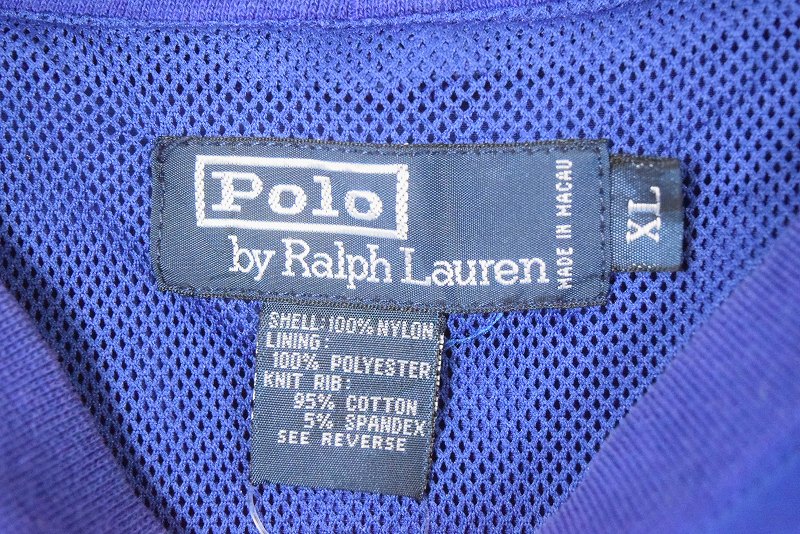 Polo
by Ralph Lauren
MADE IN MACAU
XL
SHELL:100% NYLON
LINING:
100% POLYESTER
KNIT RIB:
95% COTTON
5% SPANDEX
SEE REVERSE